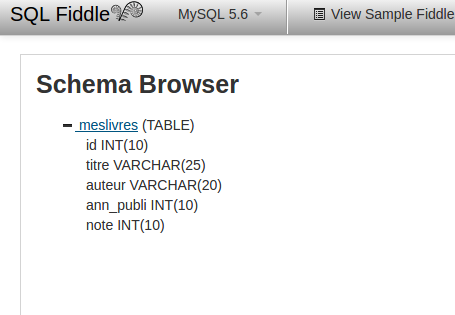 SQL Fiddle MySQL 5.6 View Sample Fiddle
Schema Browser
meslivres (TABLE)
id INT(10)
titre VARCHAR(25)
auteur VARCHAR(20)
ann_publi INT(10)
note INT(10)